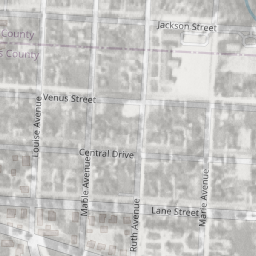 Jackson Street
County
s County
Venus Street
Louise Avenue
Central Drive
Mable Avenue
Marie Avenue
Lane Street
Ruth Avenue